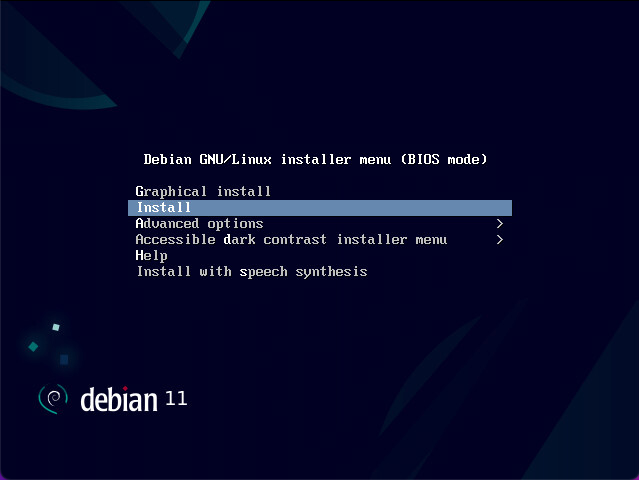 Debian GNU/Linux installer menu (BIOS mode)
Graphical install
Install
Advanced options >
Accessible dark contrast installer menu >
Help
Install with speech synthesis
debian 11